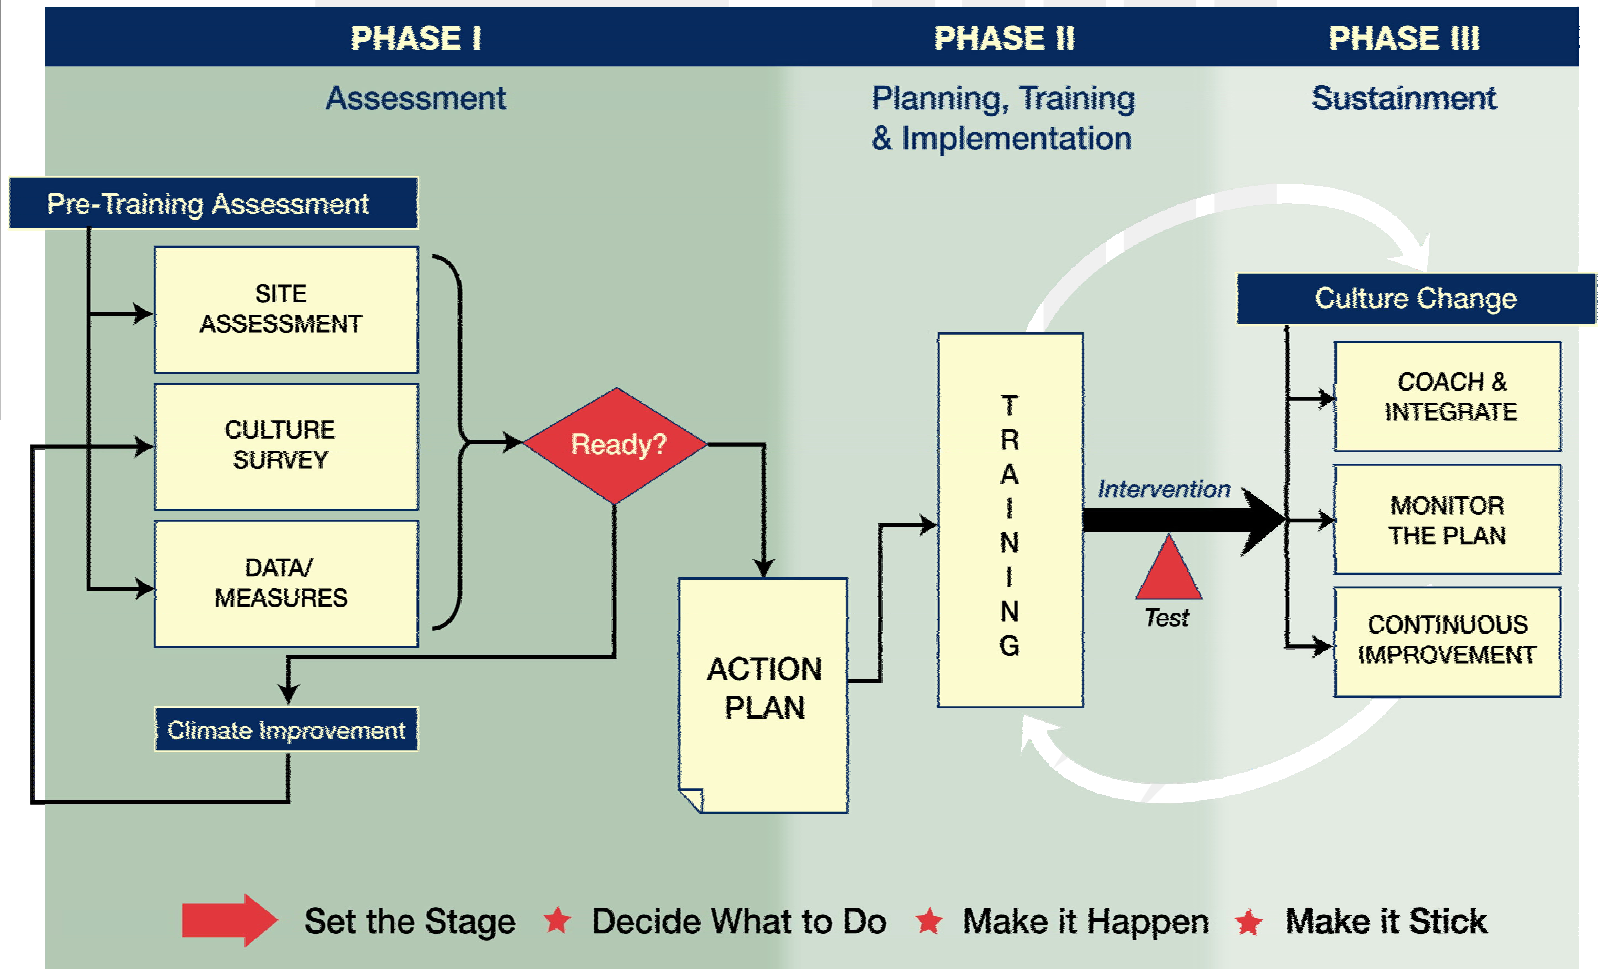 PHASE I
PHASE II
PHASE III
Assessment
Planning, Training
& Implementation
Sustainment
Pre-Training Assessment
SITE
ASSESSMENT
CULTURE
SURVEY
DATA/
MEASURES
Ready?
Climate Improvement
ACTION
PLAN
TRAINING
Intervention
Test
Culture Change
COACH &
INTEGRATE
MONITOR
THE PLAN
CONTINUOUS
IMPROVEMENT
Set the Stage ★ Decide What to Do ★ Make it Happen ★ Make it Stick